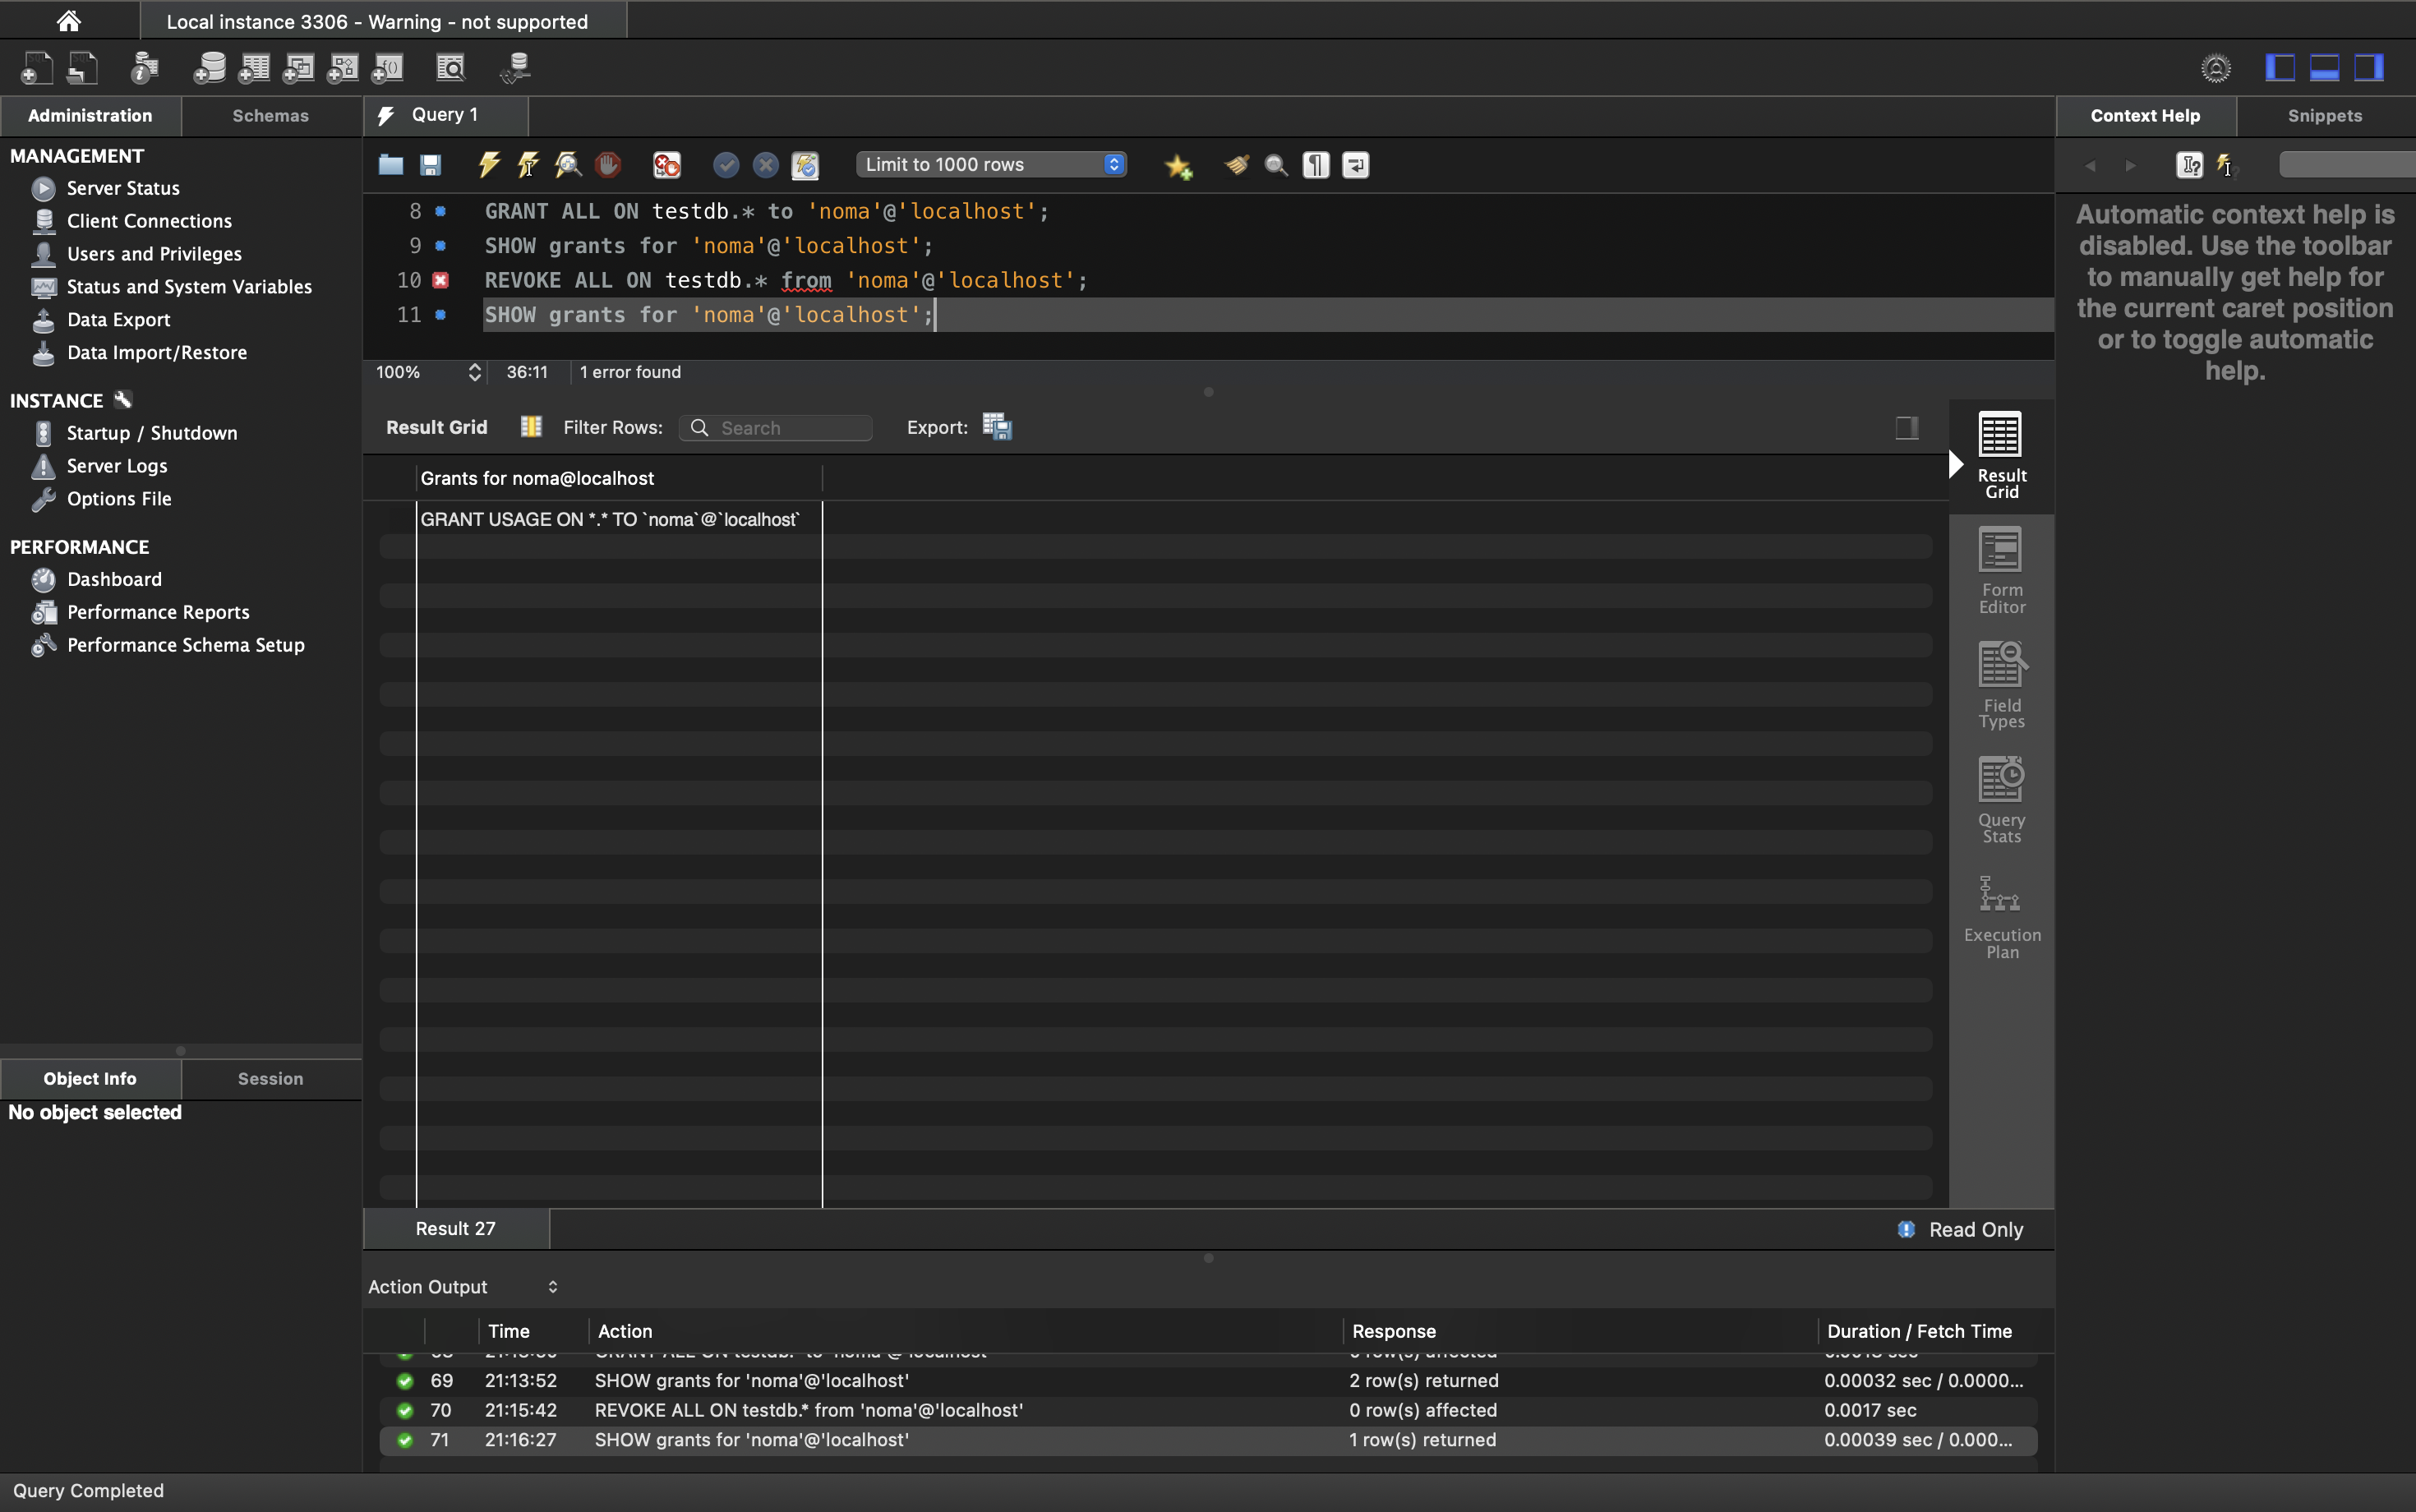 Local instance 3306 - Warning - not supported
Administration
Schemas
Query 1
Context Help
Snippets
MANAGEMENT
Server Status
Client Connections
Users and Privileges
Status and System Variables
Data Export
Data Import/Restore
INSTANCE
Startup / Shutdown
Server Logs
Options File
PERFORMANCE
Dashboard
Performance Reports
Performance Schema Setup
Object Info
Session
No object selected
Limit to 1000 rows
8 GRANT ALL ON testdb.* to 'noma'@'localhost';
9 SHOW grants for 'noma'@'localhost';
10 REVOKE ALL ON testdb.* from 'noma'@'localhost';
11 SHOW grants for 'noma'@'localhost';
100%
36:11
1 error found
Result Grid
Filter Rows:
Search
Export:
Grants for noma@localhost
GRANT USAGE ON *.* TO `noma`@`localhost`
Result
Grid
Form
Editor
Field
Types
Query
Stats
Execution
Plan
Automatic context help is
disabled. Use the toolbar
to manually get help for
the current caret position
or to toggle automatic
help.
Result 27
Read Only
Action Output
Time Action Response Duration / Fetch Time
69 21:13:52 SHOW grants for 'noma'@'localhost' 2 row(s) returned 0.00032 sec / 0.0000...
70 21:15:42 REVOKE ALL ON testdb.* from 'noma'@'localhost' 0 row(s) affected 0.0017 sec
71 21:16:27 SHOW grants for 'noma'@'localhost' 1 row(s) returned 0.00039 sec / 0.000...
Query Completed